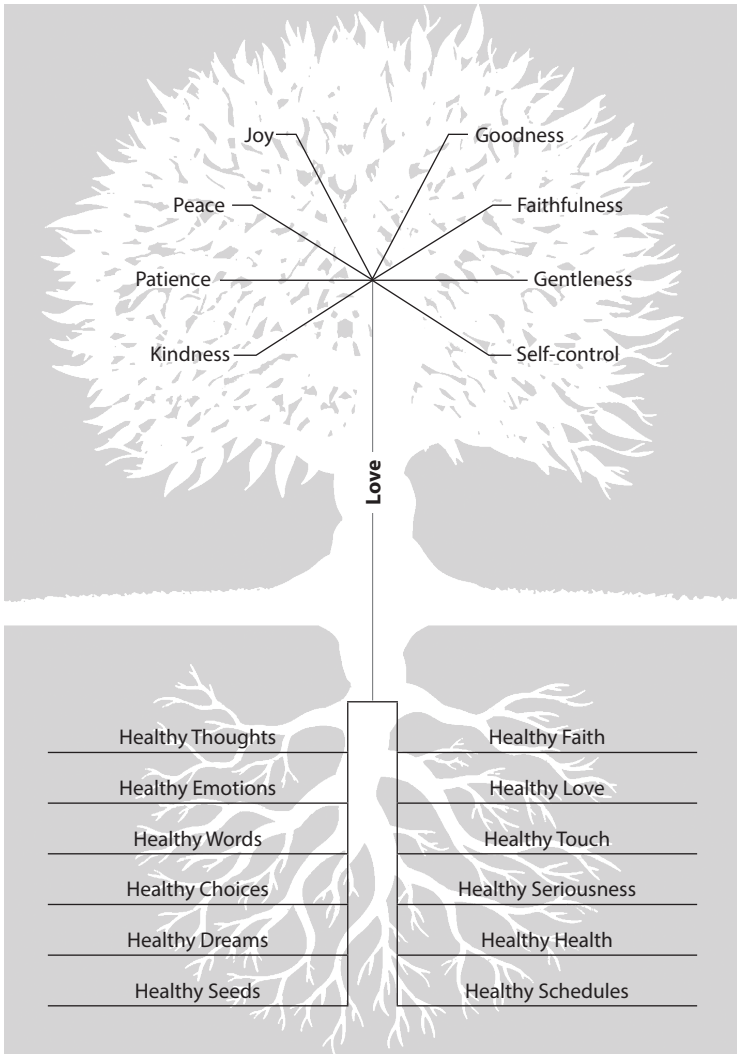 Joy
Goodness
Peace
Faithfulness
Patience
Gentleness
Kindness
Self-control
Love
Healthy Thoughts
Healthy Faith
Healthy Emotions
Healthy Love
Healthy Words
Healthy Touch
Healthy Choices
Healthy Seriousness
Healthy Dreams
Healthy Health
Healthy Seeds
Healthy Schedules